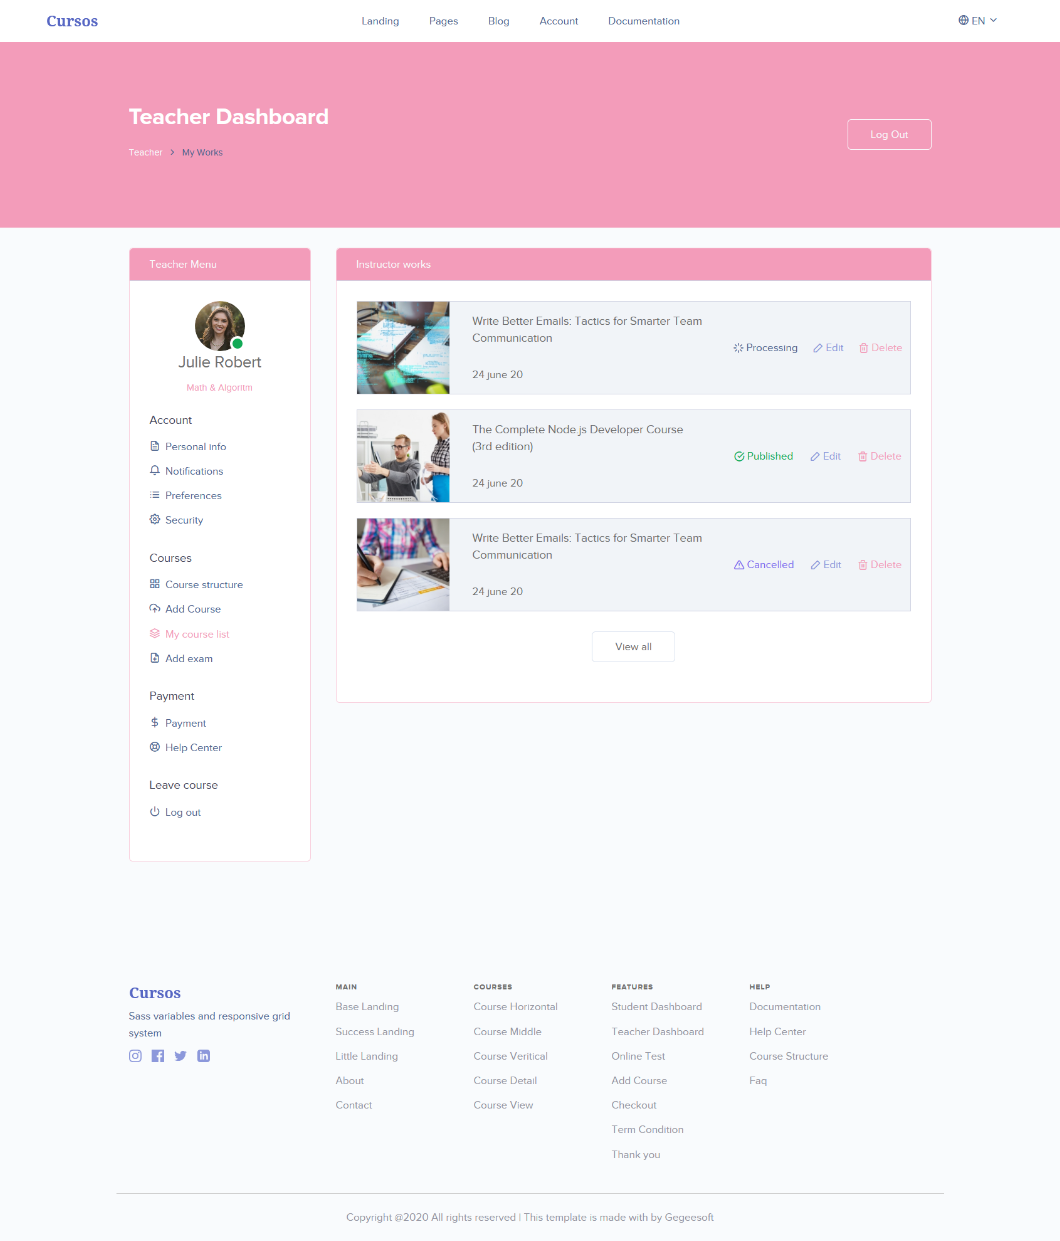 Cursos
Landing
Pages
Blog
Account
Documentation
EN
Teacher Dashboard
Teacher
My Works
Log Out
Teacher Menu
Julie Robert
Math & Algoritm
Account
Personal info
Notifications
Preferences
Security
Courses
Course structure
Add Course
My course list
Add exam
Payment
Payment
Help Center
Leave course
Log out
Instructor works
Write Better Emails: Tactics for Smarter Team
Communication
24 june 20
Processing
Edit
Delete
The Complete Node.js Developer Course
(3rd edition)
24 june 20
Published
Edit
Delete
Write Better Emails: Tactics for Smarter Team
Communication
24 june 20
Cancelled
Edit
Delete
View all
Cursos
Sass variables and responsive grid
system
MAIN
Base Landing
Success Landing
Little Landing
About
Contact
COURSES
Course Horizontal
Course Middle
Course Veritical
Course Detail
Course View
FEATURES
Student Dashboard
Teacher Dashboard
Online Test
Add Course
Checkout
Term Condition
Thank you
HELP
Documentation
Help Center
Course Structure
Faq
Copyright @2020 All rights reserved | This template is made with by Gegeesoft